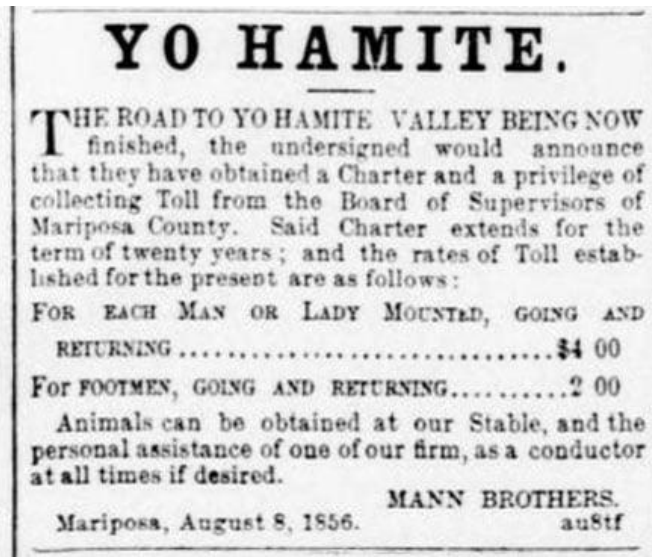 YO HAMITE.
THE ROAD TO YO HAMITE VALLEY BEING NOW
finished, the undersigned would announce
that they have obtained a Charter and a privilege of
collecting Toll from the Board of Supervisors of
Mariposa County. Said Charter extends for the
term of twenty years; and the rates of Toll estab-
lished for the present are as follows:
FOR EACH MAN OR LADY MOUNTED, GOING AND
RETURNING................................$4 00
For FOOTMEN, GOING AND RETURNING..........2 00
Animals can be obtained at our Stable, and the
personal assistance of one of our firm, as a conductor
at all times if desired.
MANN BROTHERS.
Mariposa, August 8, 1856. au8tf